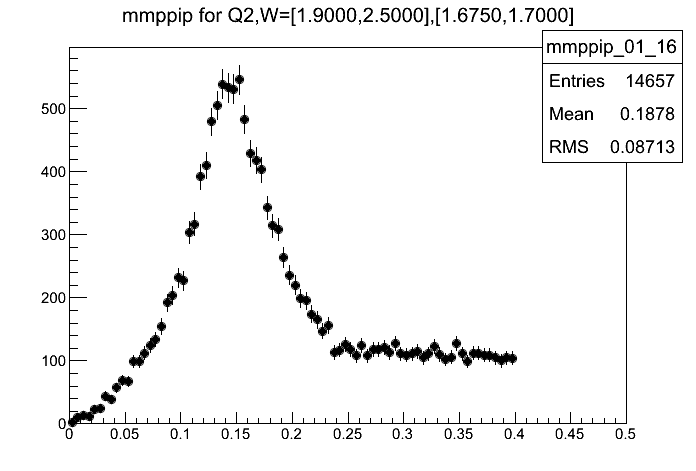 mmppip for Q2,W=[1.9000,2.5000],[1.6750,1.7000]
mmppip_01_16
Entries 14657
Mean 0.1878
RMS 0.08713
500
400
300
200
100
0
0 0.05 0.1 0.15 0.2 0.25 0.3 0.35 0.4 0.45 0.5